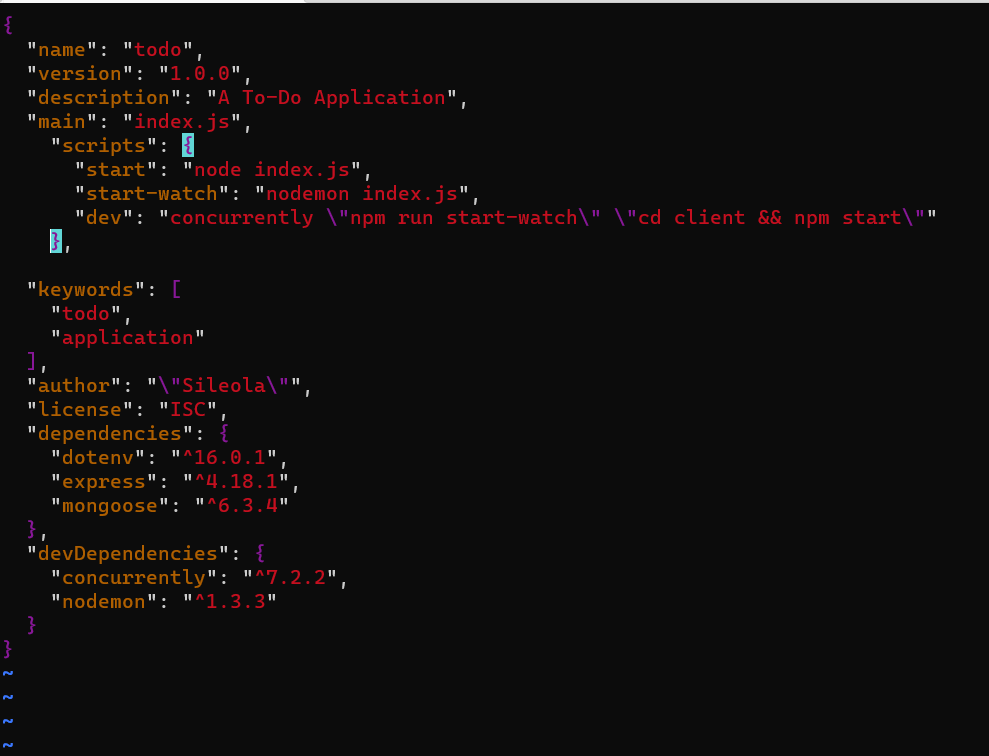 {
  "name": "todo",
  "version": "1.0.0",
  "description": "A To-Do Application",
  "main": "index.js",
    "scripts": {
      "start": "node index.js",
      "start-watch": "nodemon index.js",
      "dev": "concurrently \"npm run start-watch\" \"cd client && npm start\""
    },

  "keywords": [
    "todo",
    "application"
  ],
  "author": "\"Sileola\"",
  "license": "ISC",
  "dependencies": {
    "dotenv": "^16.0.1",
    "express": "^4.18.1",
    "mongoose": "^6.3.4"
  },
  "devDependencies": {
    "concurrently": "^7.2.2",
    "nodemon": "^1.3.3"
  }
}
~
~
~
~